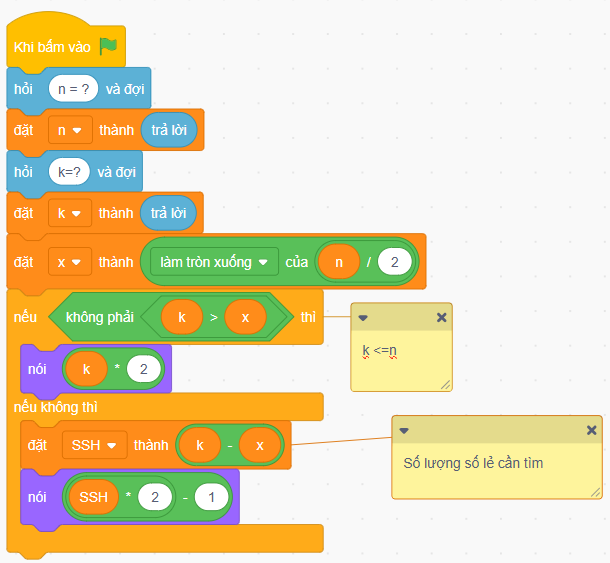 Khi bấm vào
hỏi n = ? và đợi
đặt n thành trả lời
hỏi k=? và đợi
đặt k thành trả lời
đặt x thành làm tròn xuống của n / 2
nếu không phải k > x thì
k <=n
nói k * 2
nếu không thì
đặt SSH thành k - x
Số lượng số lẻ cần tìm
nói SSH * 2 - 1